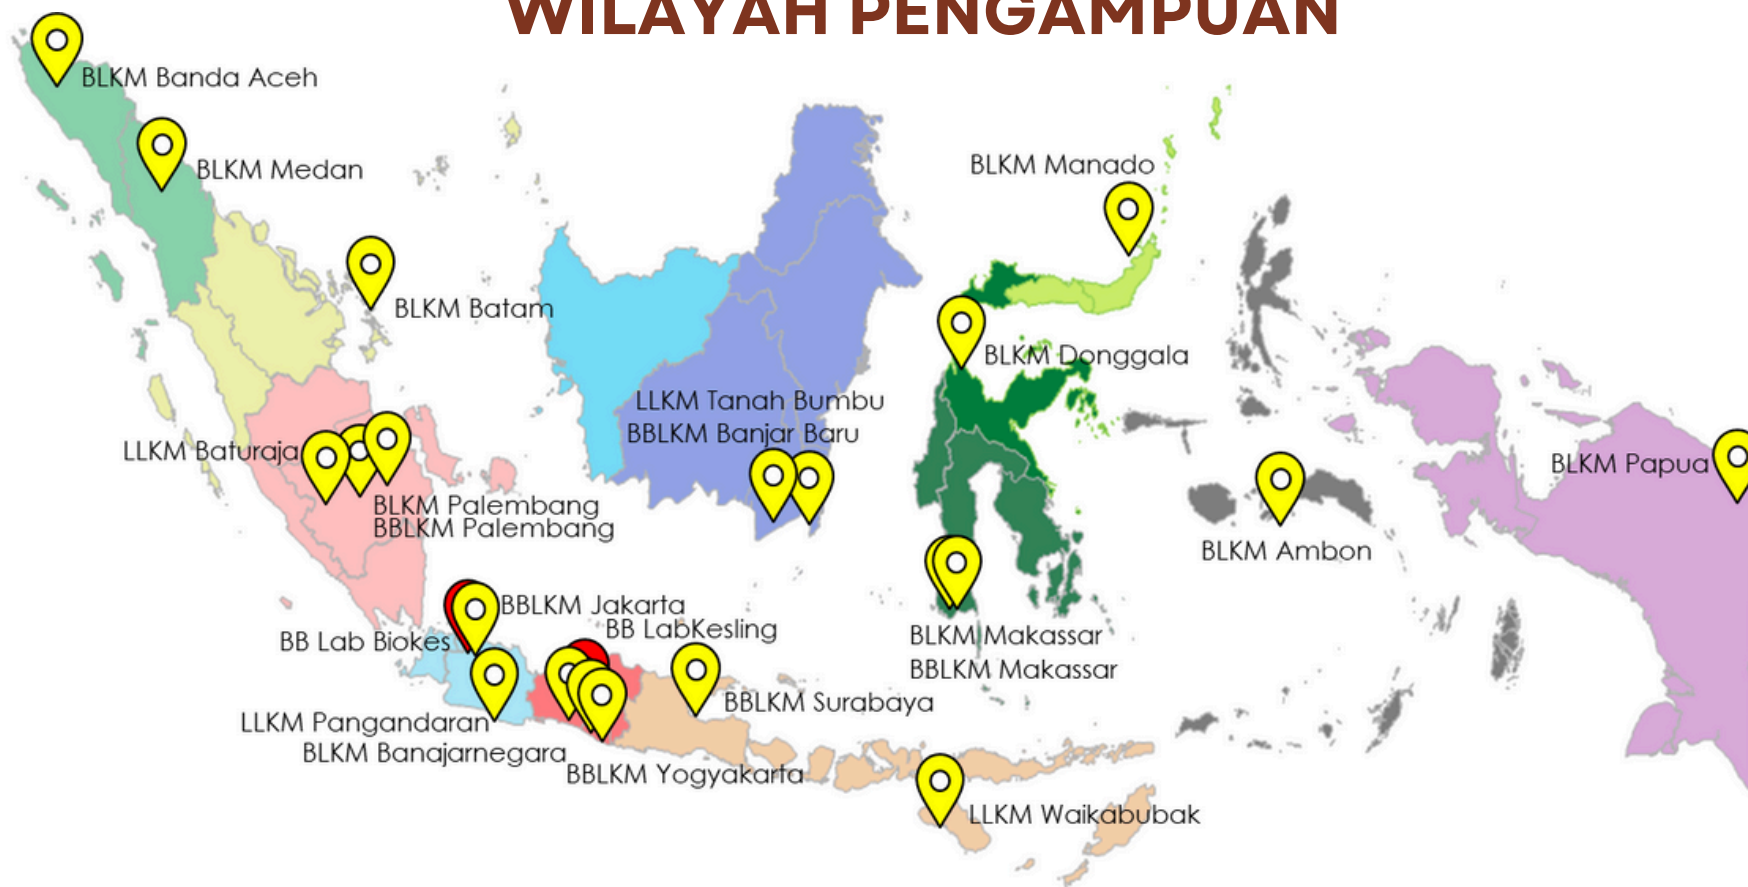 WILAYAH PENGAMPUAN
BLKM Banda Aceh
BLKM Medan
BLKM Manado
BLKM Batam
BLKM Donggala
LLKM Tanah Bumbu
BBLKM Banjar Baru
LLKM Baturaja
BLKM Papua
BLKM Palembang
BBLKM Palembang
BLKM Ambon
BBLKM Jakarta
BB LabKesling
BB Lab Biokes
BLKM Makassar
BBLKM Makassar
BBLKM Surabaya
LLKM Pangandaran
BLKM Banajarnegara
BBLKM Yogyakarta
LLKM Waikabubak